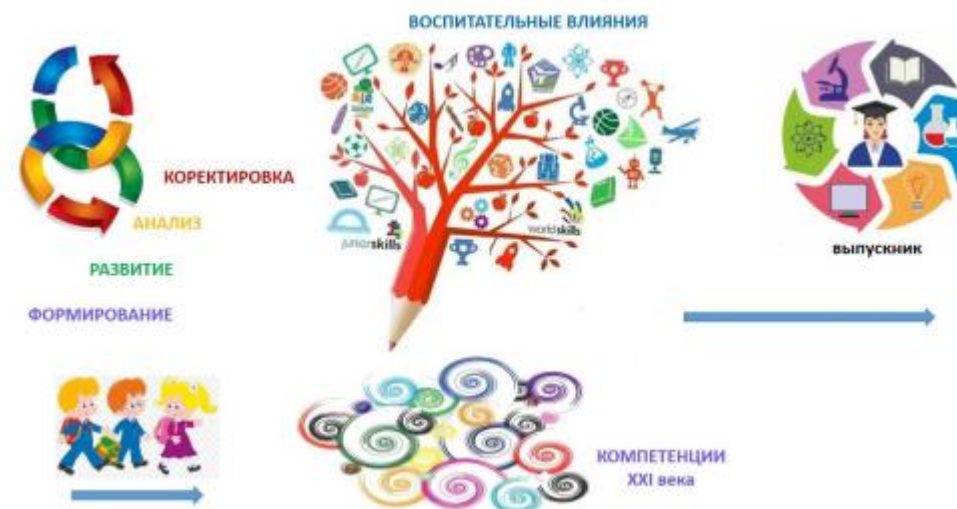 ВОСПИТАТЕЛЬНЫЕ ВЛИЯНИЯ
КОРЕКТИРОВКА
АНАЛИЗ
РАЗВИТИЕ
ФОРМИРОВАНИЕ
juniorskills
worldskills
выпускник
КОМПЕТЕНЦИИ
XXI века